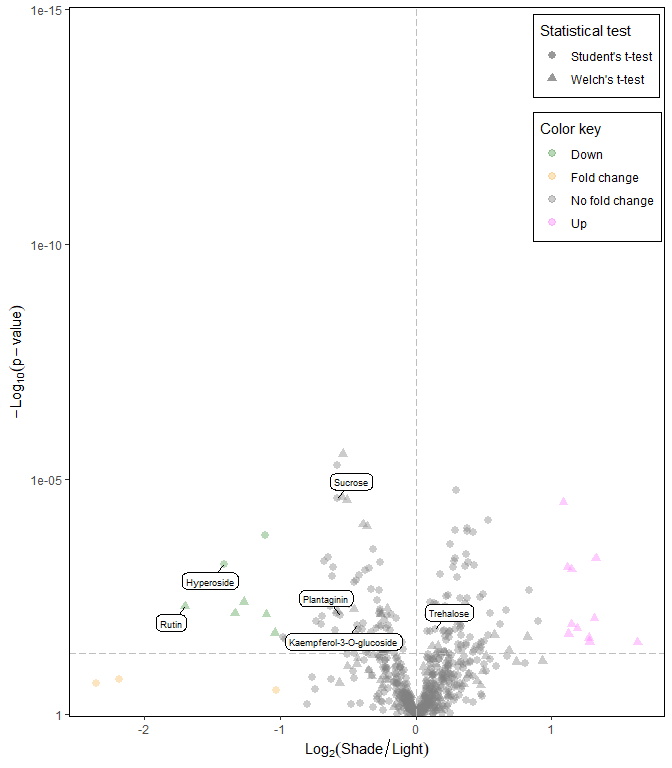 1e-15
1e-10
1e-05
1
-Log10(p-value)
Statistical test
Student's t-test
Welch's t-test
Color key
Down
Fold change
No fold change
Up
Sucrose
Hyperoside
Plantaginin
Rutin
Trehalose
Kaempferol-3-O-glucoside
-2
-1
0
1
Log2(Shade/Light)